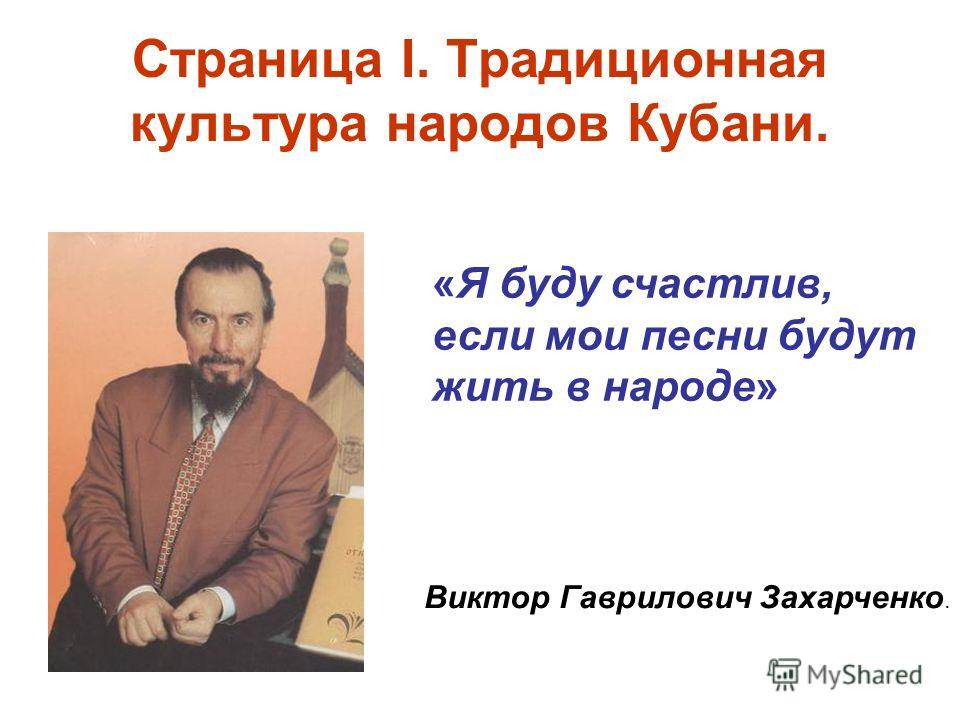 Страница I. Традиционная
культура народов Кубани.
«Я буду счастлив,
если мои песни будут
жить в народе»
Виктор Гаврилович Захарченко.
MyShared